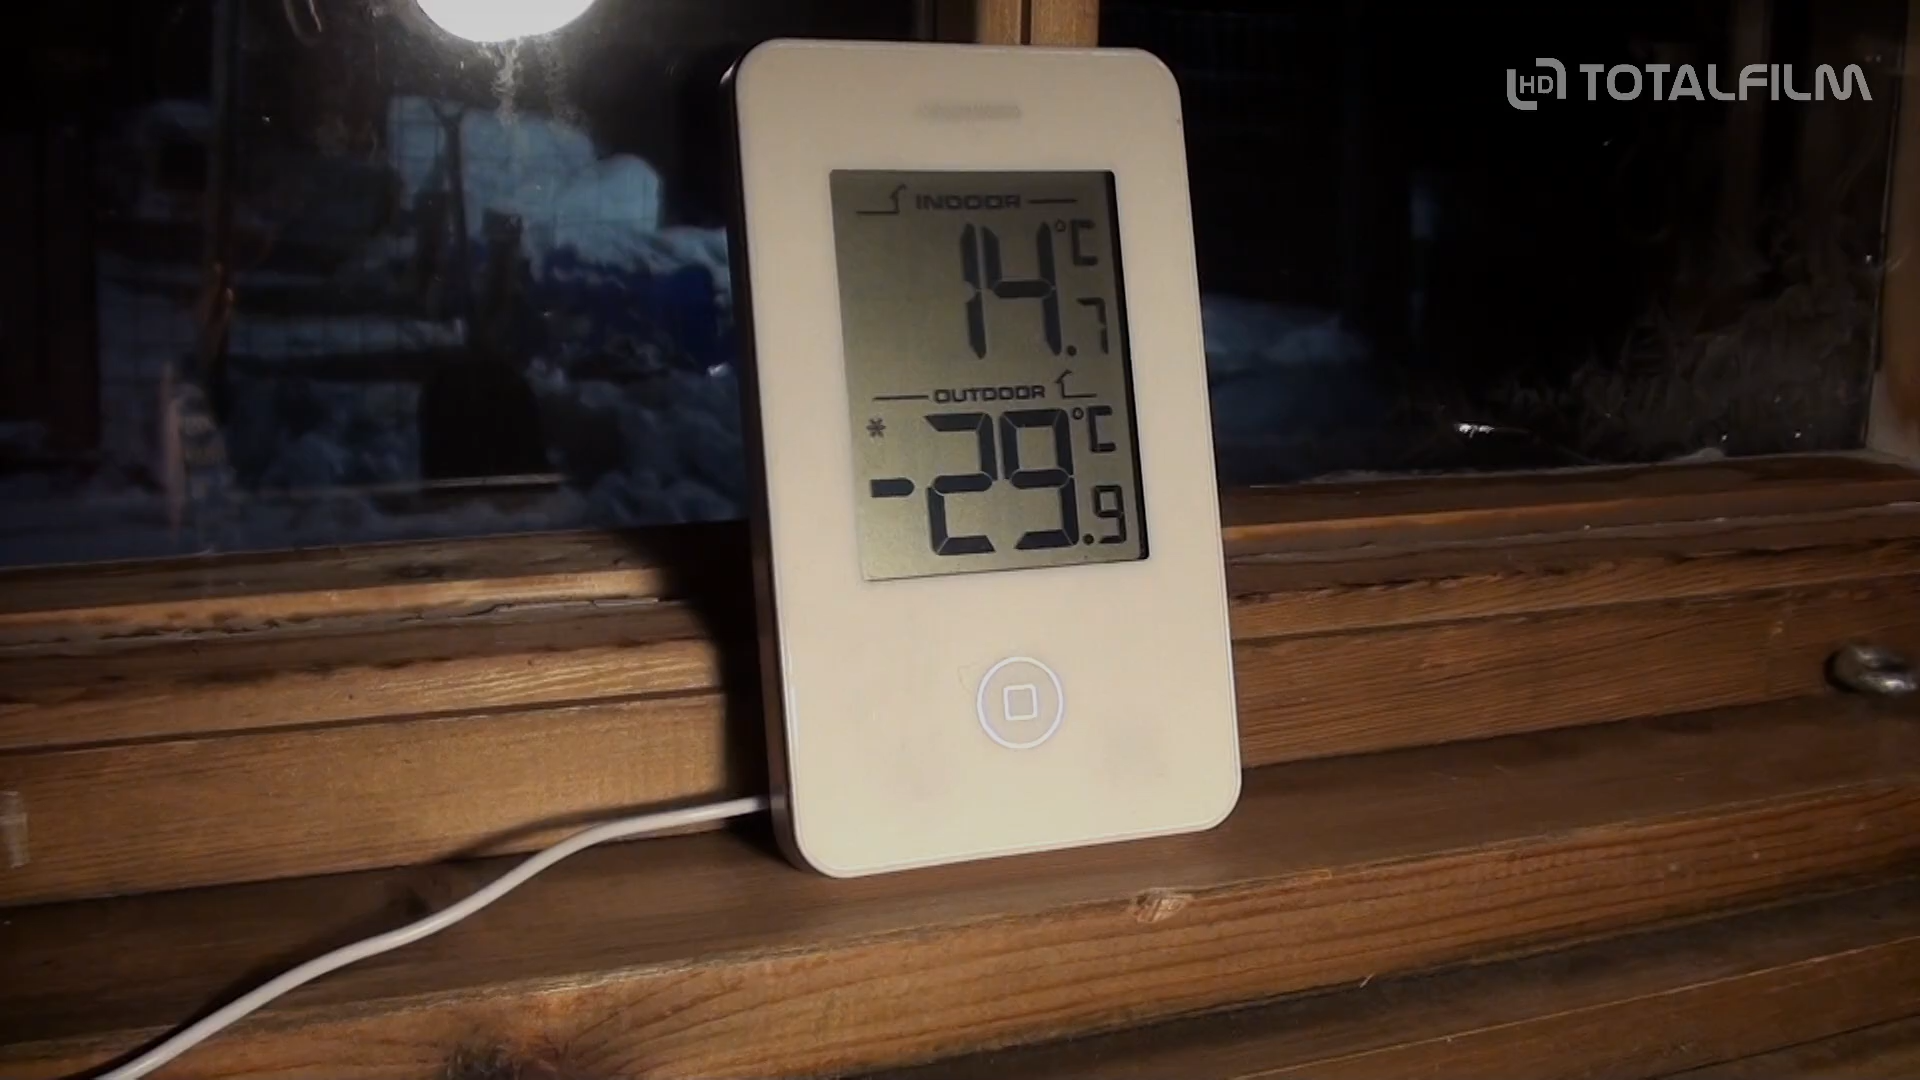 HD TOTALFILM
INDOOR
14.7 °C
OUTDOOR
* -29.9 °C